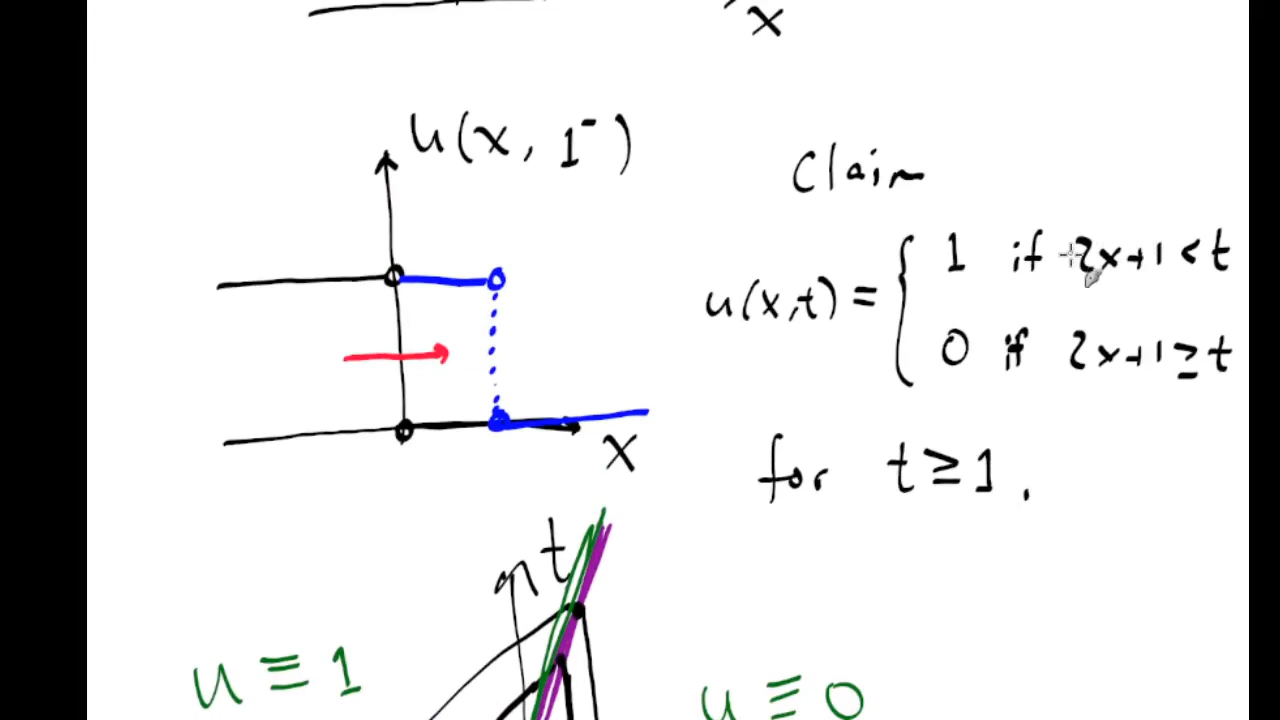 x
u(x, 1⁻)
Claim
u(x,t) = { 1 if 2x+1 < t
0 if 2x+1 ≥ t
x
for t ≥ 1.
t
u ≡ 1
u ≡ 0